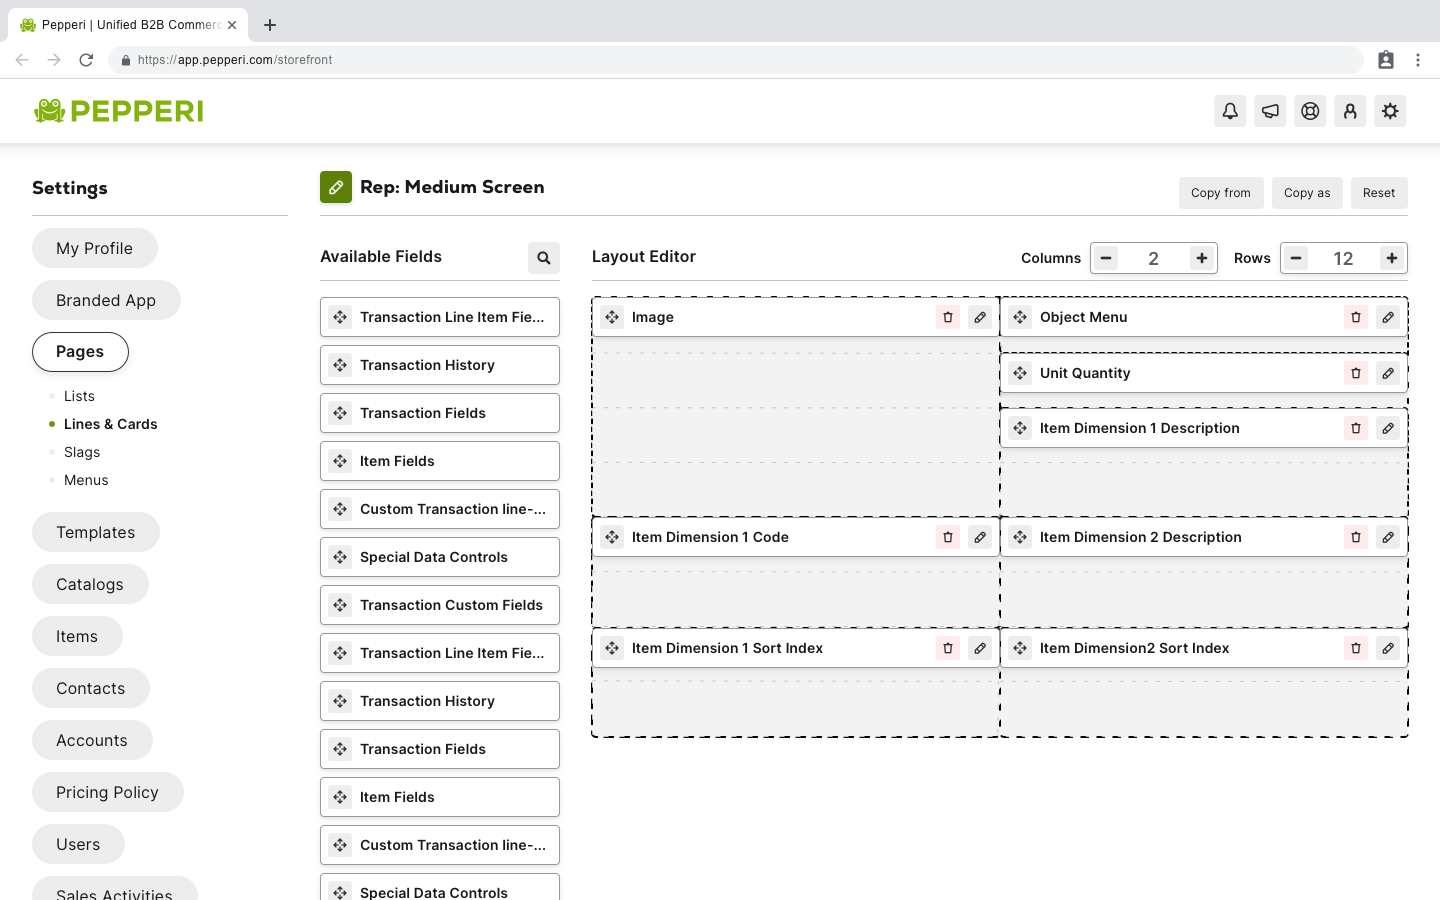 Pepperi | Unified B2B Commerc
https://app.pepperi.com/storefront
PEPPERI
Settings
My Profile
Branded App
Pages
Lists
Lines & Cards
Slags
Menus
Templates
Catalogs
Items
Contacts
Accounts
Pricing Policy
Users
Sales Activities
Rep: Medium Screen
Copy from
Copy as
Reset
Available Fields
Transaction Line Item Fie...
Transaction History
Transaction Fields
Item Fields
Custom Transaction line-...
Special Data Controls
Transaction Custom Fields
Transaction Line Item Fie...
Transaction History
Transaction Fields
Item Fields
Custom Transaction line-...
Special Data Controls
Layout Editor
Columns
2
Rows
12
Image
Object Menu
Unit Quantity
Item Dimension 1 Description
Item Dimension 1 Code
Item Dimension 2 Description
Item Dimension 1 Sort Index
Item Dimension2 Sort Index